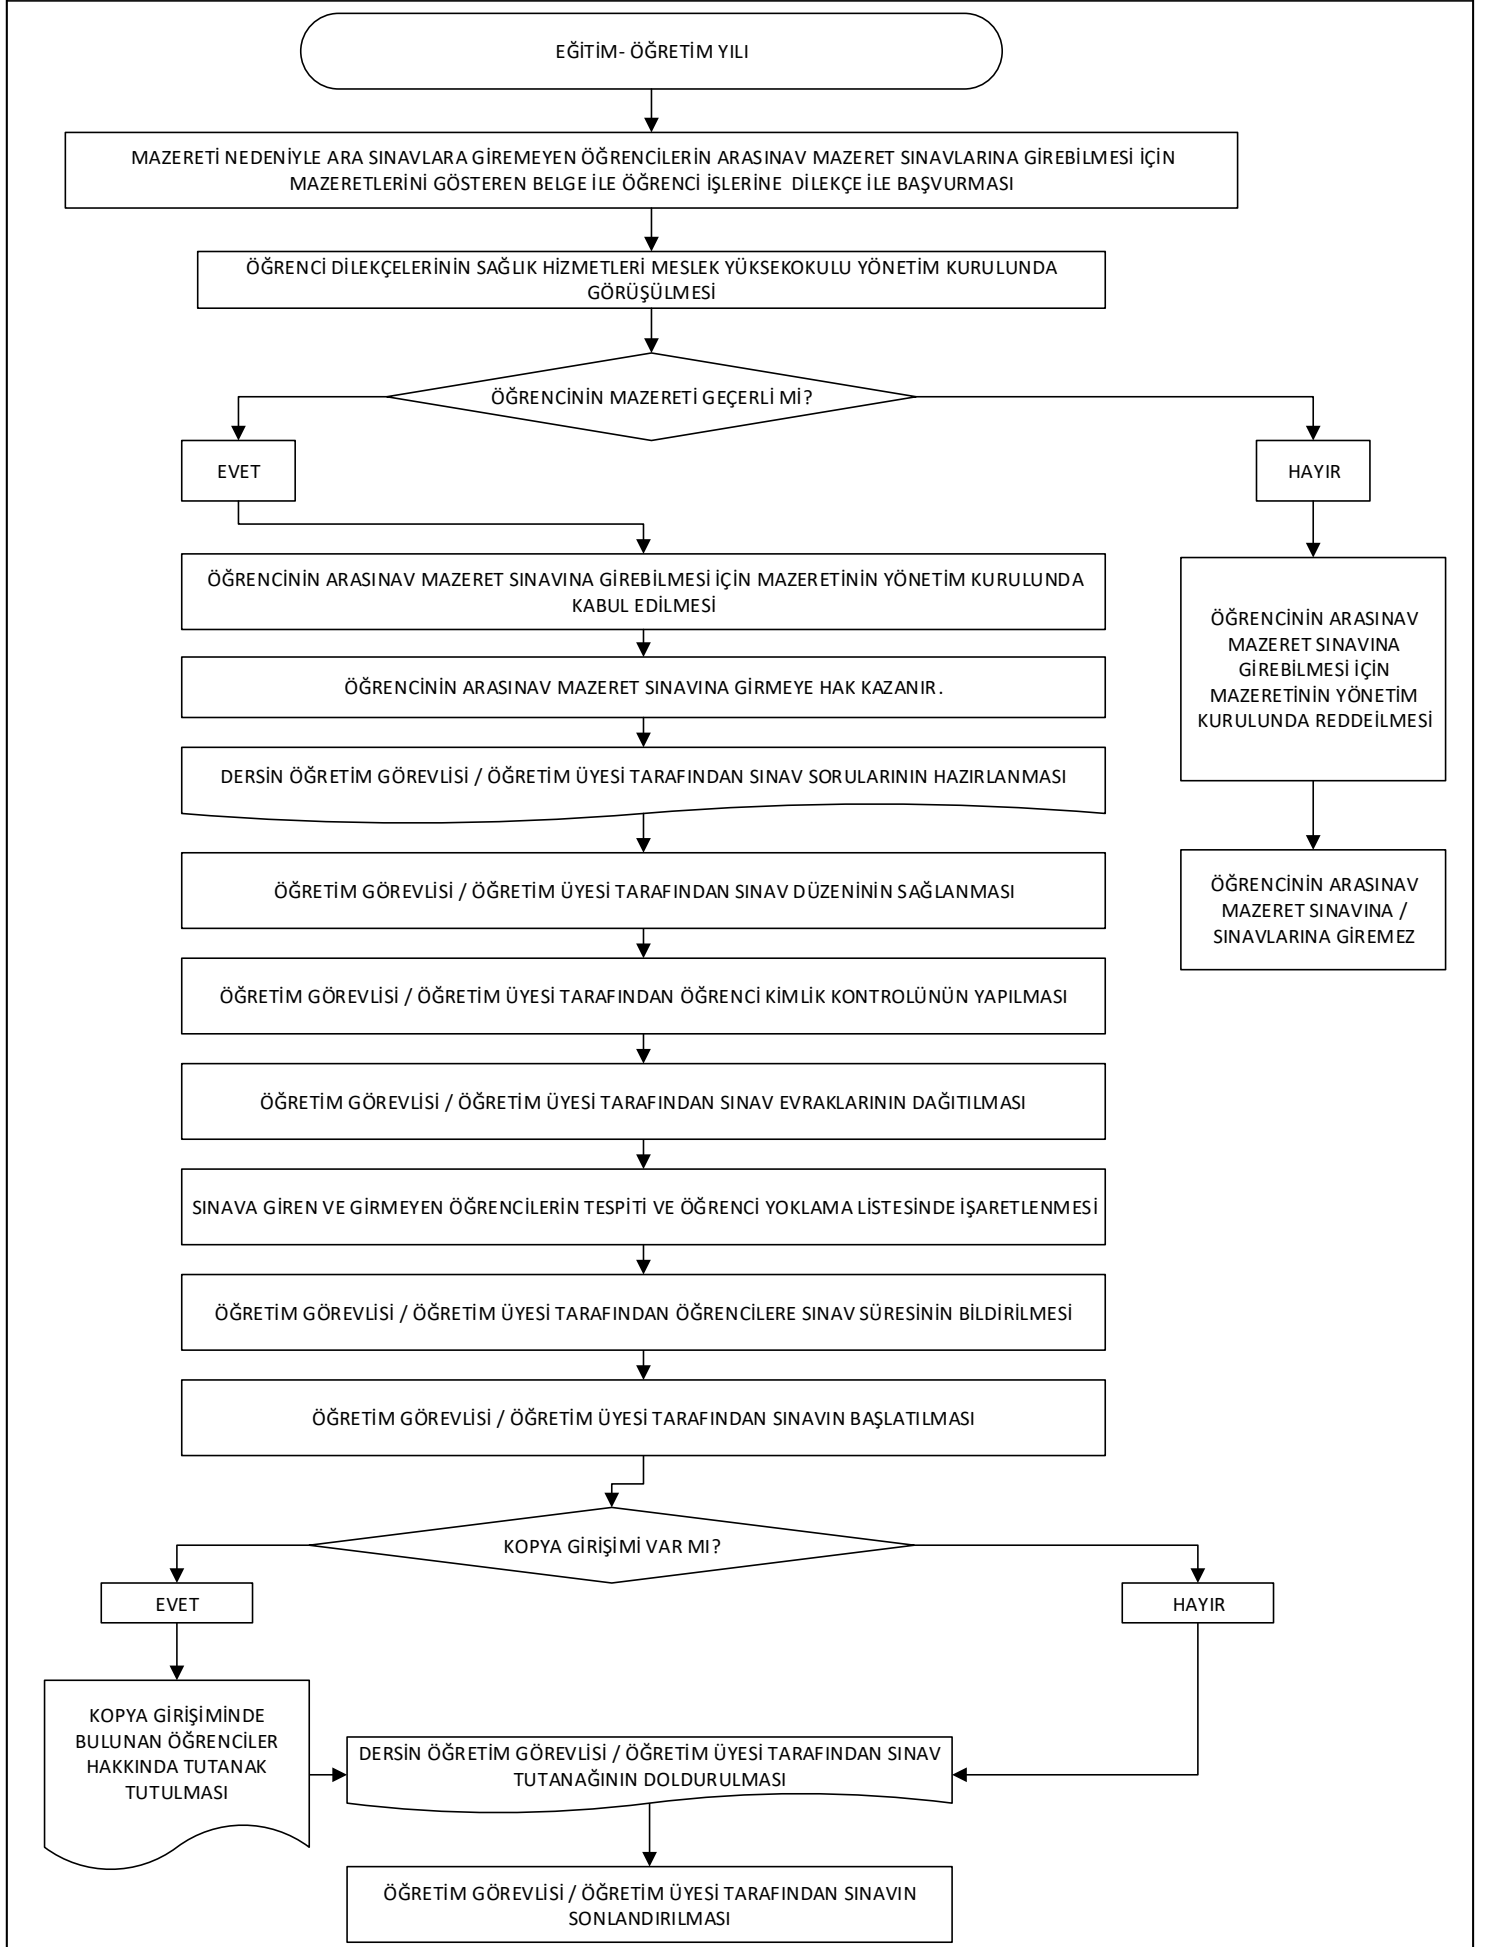 EĞİTİM- ÖĞRETİM YILI
MAZERETİ NEDENİYLE ARA SINAVLARA GİREMEYEN ÖĞRENCİLERİN ARASINAV MAZERET SINAVLARINA GİREBİLMESİ İÇİN
MAZERETLERİNİ GÖSTEREN BELGE İLE ÖĞRENCİ İŞLERİNE DİLEKÇE İLE BAŞVURMASI
ÖĞRENCİ DİLEKÇELERİNİN SAĞLIK HİZMETLERİ MESLEK YÜKSEKOKULU YÖNETİM KURULUNDA
GÖRÜŞÜLMESİ
ÖĞRENCİNİN MAZERETİ GEÇERLİ Mİ?
EVET
HAYIR
ÖĞRENCİNİN ARASINAV MAZERET SINAVINA GİREBİLMESİ İÇİN MAZERETİNİN YÖNETİM KURULUNDA
KABUL EDİLMESİ
ÖĞRENCİNİN ARASINAV
MAZERET SINAVINA
GİREBİLMESİ İÇİN
MAZERETİNİN YÖNETİM
KURULUNDA REDDEİLMESİ
ÖĞRENCİNİN ARASINAV MAZERET SINAVINA GİRMEYE HAK KAZANIR.
DERSİN ÖĞRETİM GÖREVLİSİ / ÖĞRETİM ÜYESİ TARAFINDAN SINAV SORULARININ HAZIRLANMASI
ÖĞRETİM GÖREVLİSİ / ÖĞRETİM ÜYESİ TARAFINDAN SINAV DÜZENİNİN SAĞLANMASI
ÖĞRENCİNİN ARASINAV
MAZERET SINAVINA /
SINAVLARINA GİREMEZ
ÖĞRETİM GÖREVLİSİ / ÖĞRETİM ÜYESİ TARAFINDAN ÖĞRENCİ KİMLİK KONTROLÜNÜN YAPILMASI
ÖĞRETİM GÖREVLİSİ / ÖĞRETİM ÜYESİ TARAFINDAN SINAV EVRAKLARININ DAĞITILMASI
SINAVA GİREN VE GİRMEYEN ÖĞRENCİLERİN TESPİTİ VE ÖĞRENCİ YOKLAMA LİSTESİNDE İŞARETLENMESİ
ÖĞRETİM GÖREVLİSİ / ÖĞRETİM ÜYESİ TARAFINDAN ÖĞRENCİLERE SINAV SÜRESİNİN BİLDİRİLMESİ
ÖĞRETİM GÖREVLİSİ / ÖĞRETİM ÜYESİ TARAFINDAN SINAVIN BAŞLATILMASI
KOPYA GİRİŞİMİ VAR MI?
EVET
HAYIR
KOPYA GİRİŞİMİNDE
BULUNAN ÖĞRENCİLER
HAKKINDA TUTANAK
TUTULMASI
DERSİN ÖĞRETİM GÖREVLİSİ / ÖĞRETİM ÜYESİ TARAFINDAN SINAV
TUTANAĞININ DOLDURULMASI
ÖĞRETİM GÖREVLİSİ / ÖĞRETİM ÜYESİ TARAFINDAN SINAVIN
SONLANDIRILMASI